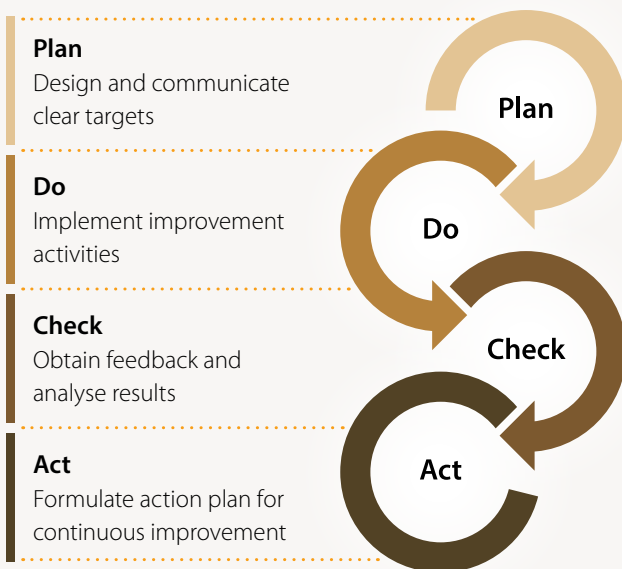 Plan
Design and communicate
clear targets
Do
Implement improvement
activities
Check
Obtain feedback and
analyse results
Act
Formulate action plan for
continuous improvement
Plan
Do
Check
Act